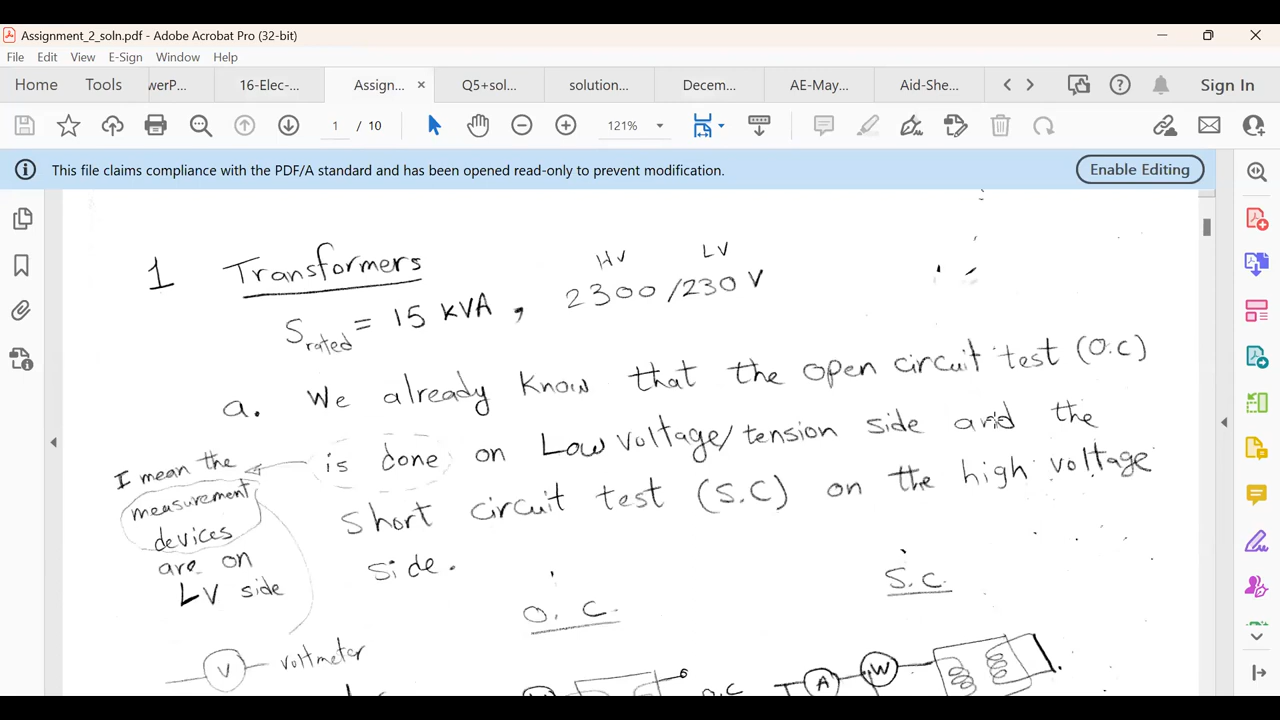 Assignment_2_soln.pdf - Adobe Acrobat Pro (32-bit)
File Edit View E-Sign Window Help
Home Tools werP... 16-Elec-... Assign... × Q5+sol... solution... Decem... AE-May... Aid-She... Sign In
1 / 10 121%
This file claims compliance with the PDF/A standard and has been opened read-only to prevent modification. Enable Editing
1 Transformers HV LV
Srated = 15 KVA, 2300/230 V
a. We already know that the open circuit test (O.C)
is done on Low voltage/tension side and the
short circuit test (S.C) on the high voltage
side.
I mean the
measurement
devices
are on
LV side
O.C. S.C.
V voltmeter
A W
o.c